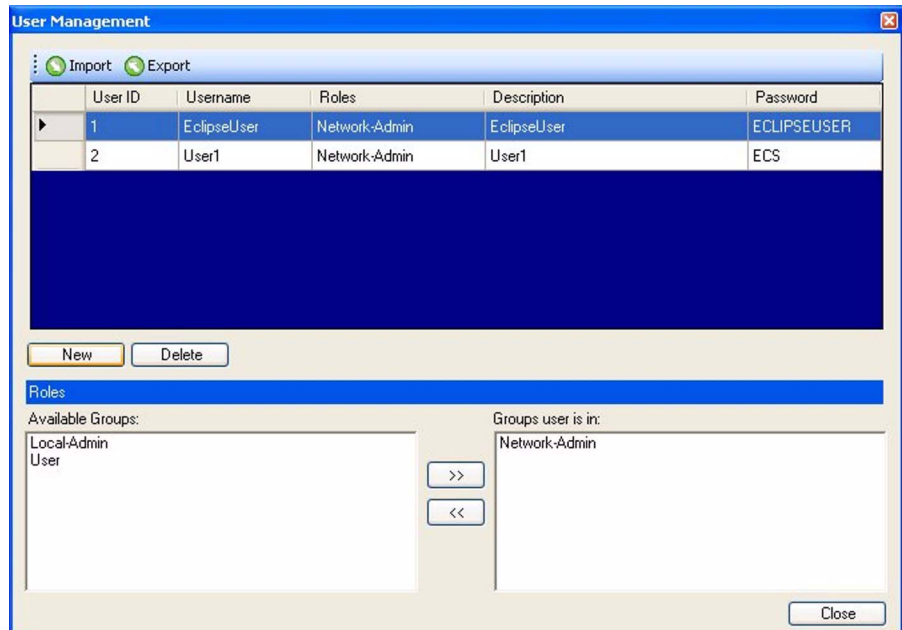 User Management
Import Export
User ID Username Roles Description Password
1 EclipseUser Network-Admin EclipseUser ECLIPSEUSER
2 User1 Network-Admin User1 ECS
New Delete
Roles
Available Groups: Groups user is in:
Local-Admin Network-Admin
User
>>
<<
Close